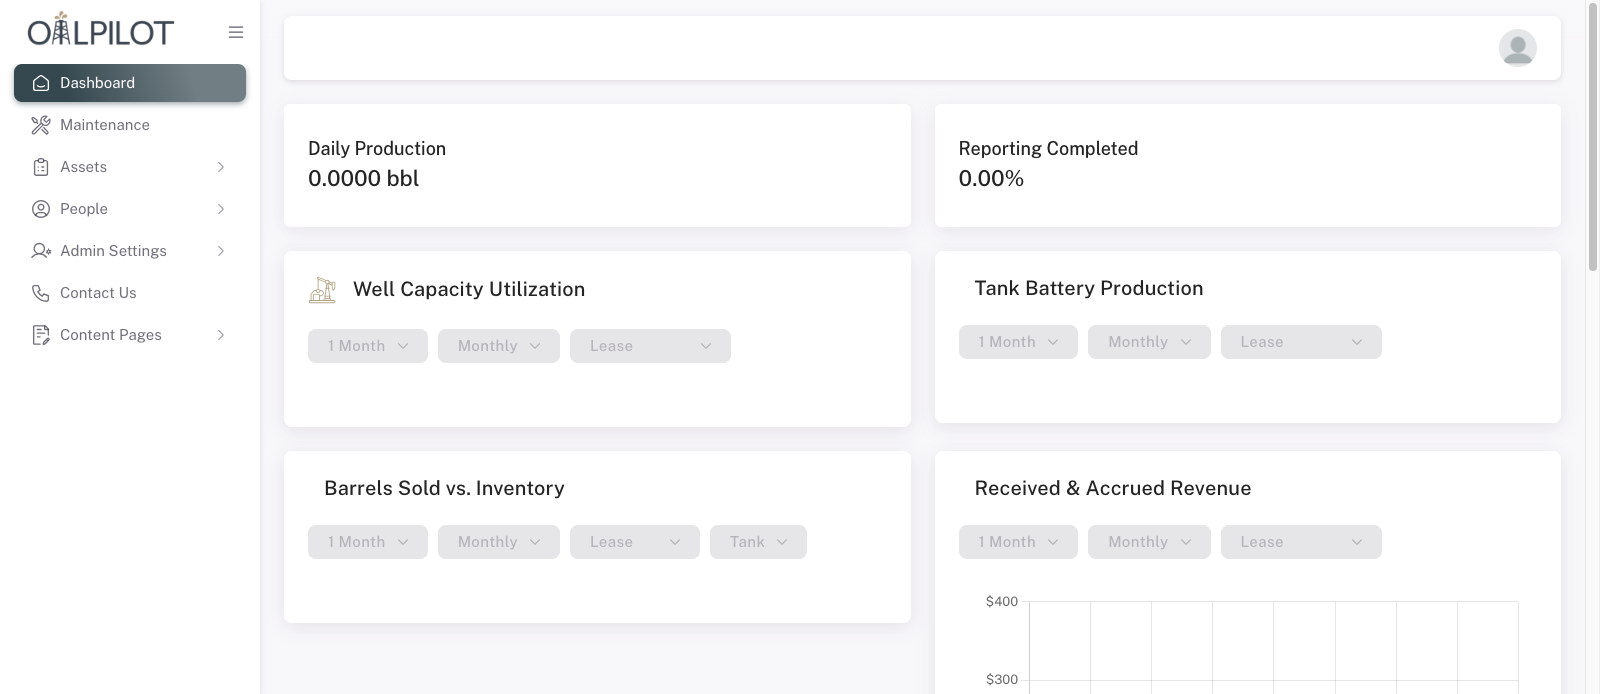 OILPILOT
Dashboard
Maintenance
Assets
People
Admin Settings
Contact Us
Content Pages
Daily Production
0.0000 bbl
Reporting Completed
0.00%
Well Capacity Utilization
1 Month Monthly Lease
Tank Battery Production
1 Month Monthly Lease
Barrels Sold vs. Inventory
1 Month Monthly Lease Tank
Received & Accrued Revenue
1 Month Monthly Lease
$400
$300